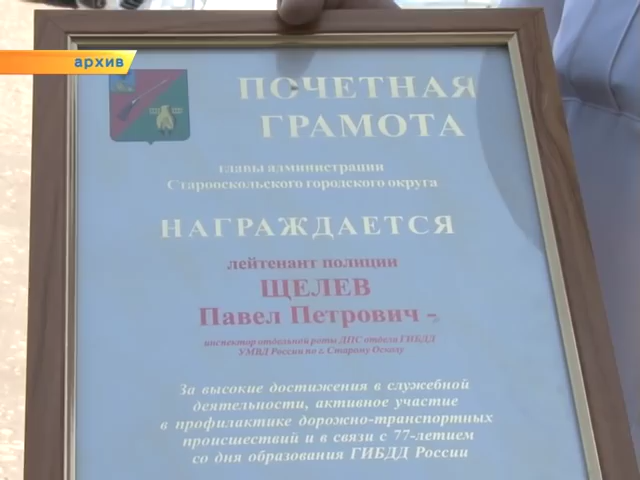 архив
ПОЧЕТНАЯ
ГРАМОТА
главы администрации
Старооскольского городского округа
НАГРАЖДАЕТСЯ
лейтенант полиции
ЩЕЛЕВ
Павел Петрович -
инспектор отдельной роты ДПС отдела ГИБДД
УМВД России по г. Старому Осколу
За высокие достижения в служебной
деятельности, активное участие
в профилактике дорожно-транспортных
происшествий и в связи с 77-летием
со дня образования ГИБДД России